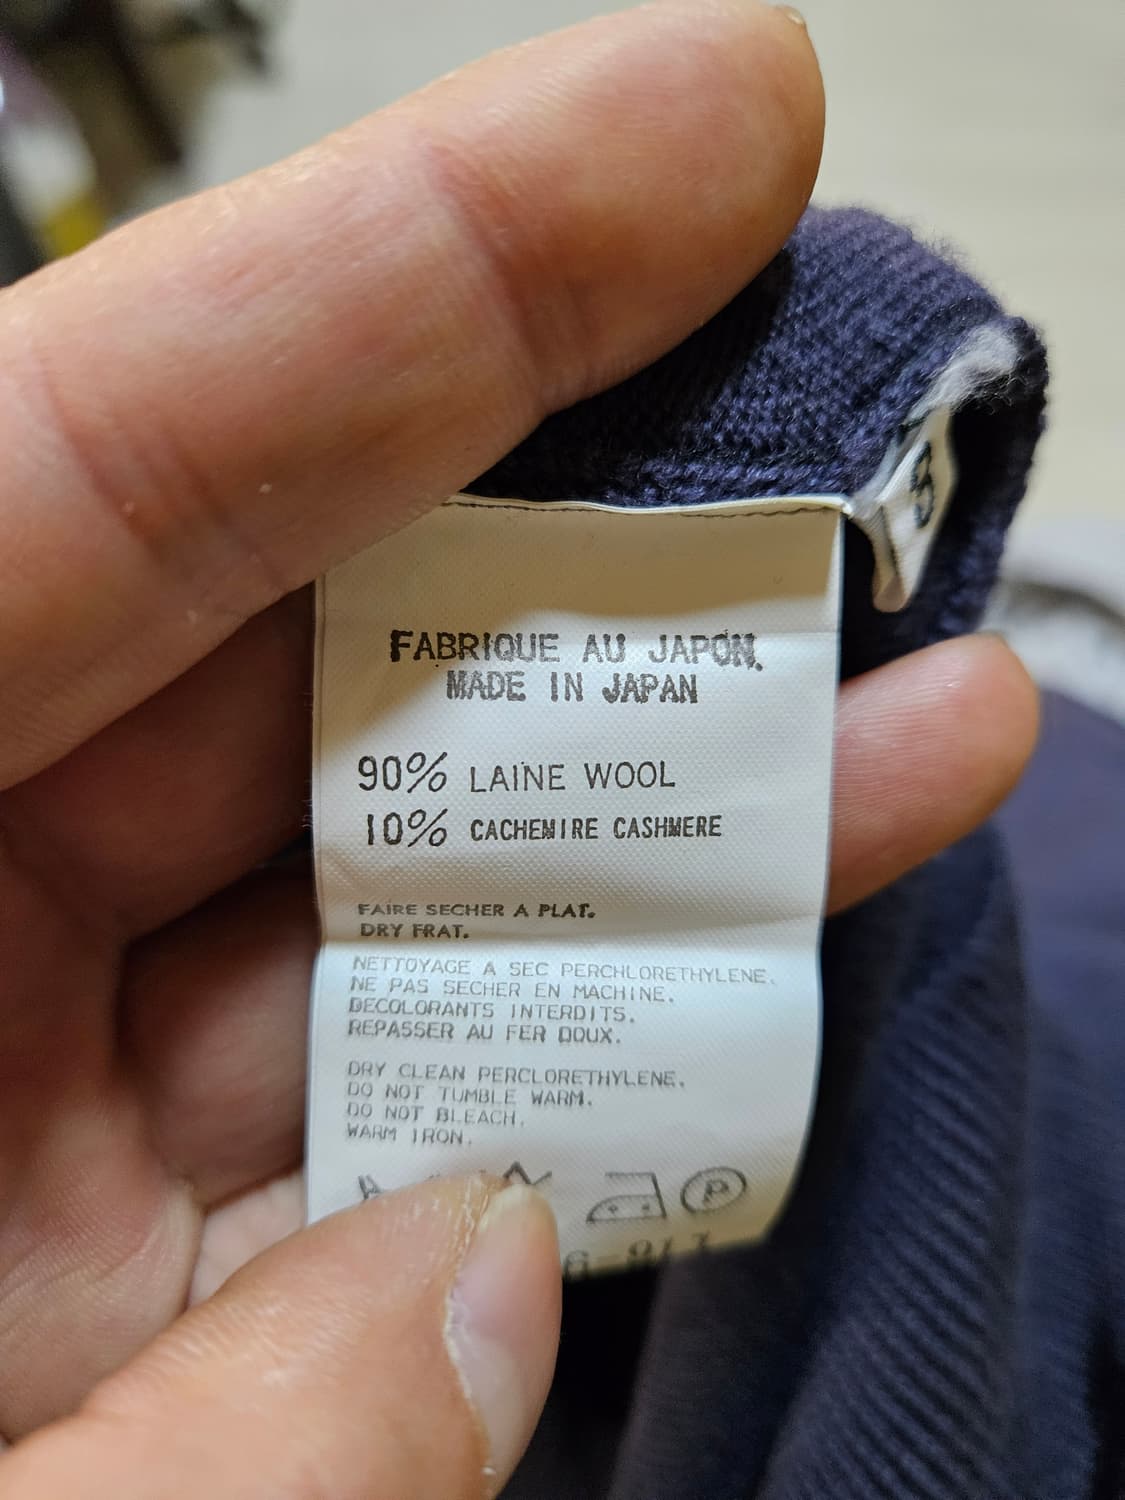 FABRIQUE AU JAPON.
MADE IN JAPAN
90% LAINE WOOL
10% CACHEMIRE CASHMERE
FAIRE SECHER A PLAT.
DRY FRAT.
NETTOYAGE A SEC PERCHLORETHYLENE.
NE PAS SECHER EN MACHINE.
DECOLORANTS INTERDITS.
REPASSER AU FER DOUX.
DRY CLEAN PERCLORETHYLENE.
DO NOT TUMBLE WARM.
DO NOT BLEACH.
WARM IRON.
P